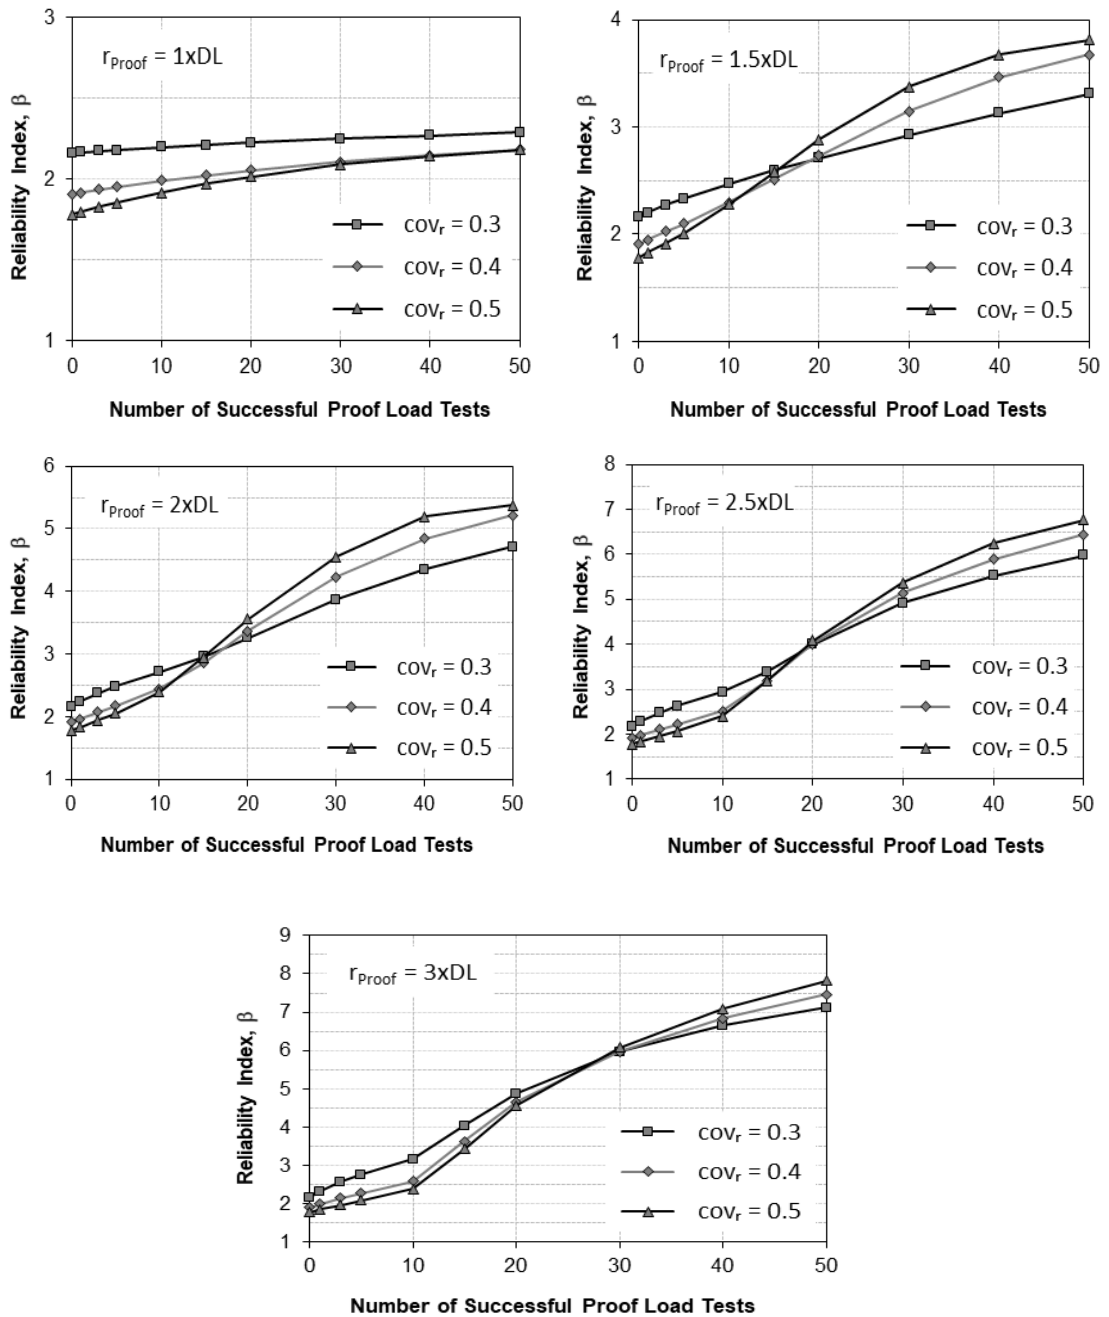 r_Proof = 1xDL
Reliability Index, β
3
2
1
cov_r = 0.3
cov_r = 0.4
cov_r = 0.5
0 10 20 30 40 50
Number of Successful Proof Load Tests
r_Proof = 1.5xDL
Reliability Index, β
4
3
2
1
cov_r = 0.3
cov_r = 0.4
cov_r = 0.5
0 10 20 30 40 50
Number of Successful Proof Load Tests
r_Proof = 2xDL
Reliability Index, β
6
5
4
3
2
1
cov_r = 0.3
cov_r = 0.4
cov_r = 0.5
0 10 20 30 40 50
Number of Successful Proof Load Tests
r_Proof = 2.5xDL
Reliability Index, β
8
7
6
5
4
3
2
1
cov_r = 0.3
cov_r = 0.4
cov_r = 0.5
0 10 20 30 40 50
Number of Successful Proof Load Tests
r_Proof = 3xDL
Reliability Index, β
9
8
7
6
5
4
3
2
1
cov_r = 0.3
cov_r = 0.4
cov_r = 0.5
0 10 20 30 40 50
Number of Successful Proof Load Tests